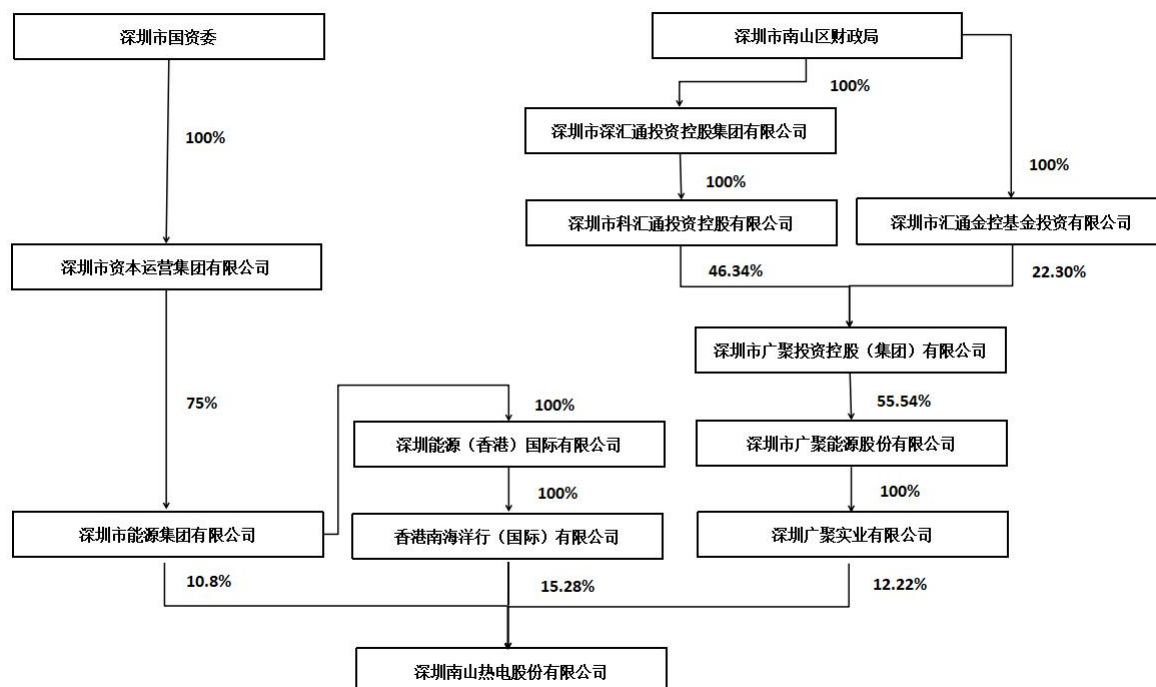 深圳市国资委
深圳市南山区财政局
100%
深圳市深汇通投资控股集团有限公司
100%
100%
100%
深圳市科汇通投资控股有限公司
深圳市汇通金控基金投资有限公司
深圳市资本运营集团有限公司
46.34%
22.30%
深圳市广聚投资控股（集团）有限公司
75%
100%
55.54%
深圳能源（香港）国际有限公司
深圳市广聚能源股份有限公司
100%
100%
深圳市能源集团有限公司
香港南海洋行（国际）有限公司
深圳广聚实业有限公司
10.8%
15.28%
12.22%
深圳南山热电股份有限公司